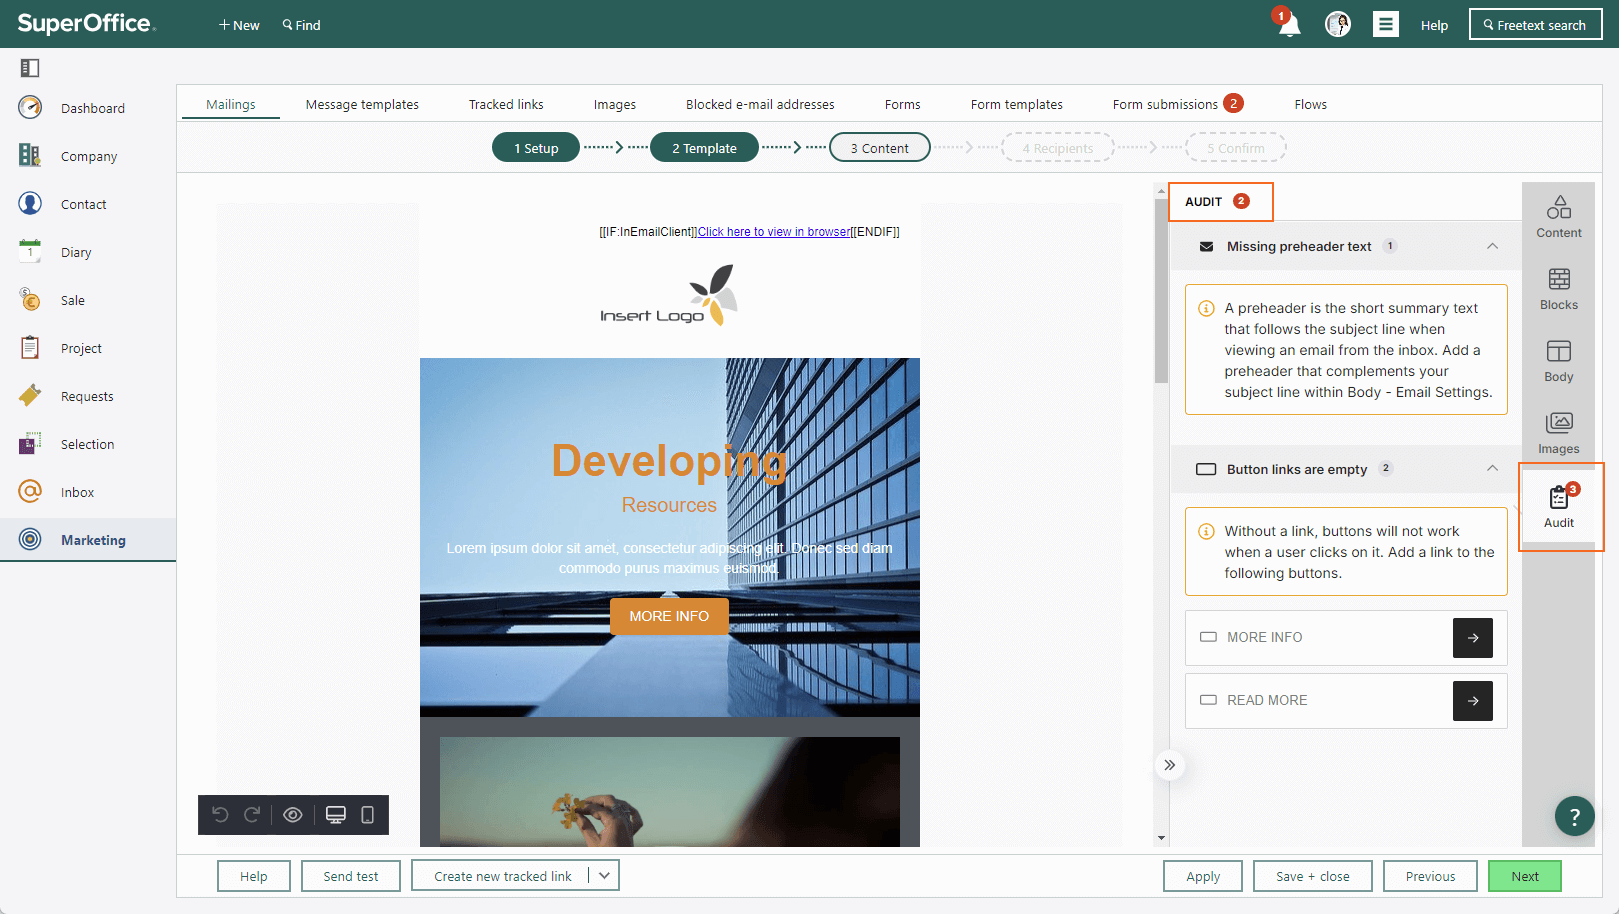 SuperOffice.
+ New
Find
1
Help
Freetext search
Dashboard
Company
Contact
1
Diary
Sale
Project
Requests
Selection
Inbox
Marketing
Mailings
Message templates
Tracked links
Images
Blocked e-mail addresses
Forms
Form templates
Form submissions 2
Flows
1 Setup
2 Template
3 Content
4 Recipients
5 Confirm
[[IF:InEmailClient]]Click here to view in browser[[ENDIF]]
Insert Logo
Developing
Resources
Lorem ipsum dolor sit amet, consectetur adipiscing elit. Donec sed diam
commodo purus maximus euismod.
MORE INFO
AUDIT 2
Missing preheader text 1
A preheader is the short summary text
that follows the subject line when
viewing an email from the inbox. Add a
preheader that complements your
subject line within Body - Email Settings.
Button links are empty 2
Without a link, buttons will not work
when a user clicks on it. Add a link to the
following buttons.
MORE INFO
READ MORE
Content
Blocks
Body
Images
3
Audit
?
Help
Send test
Create new tracked link
Apply
Save + close
Previous
Next